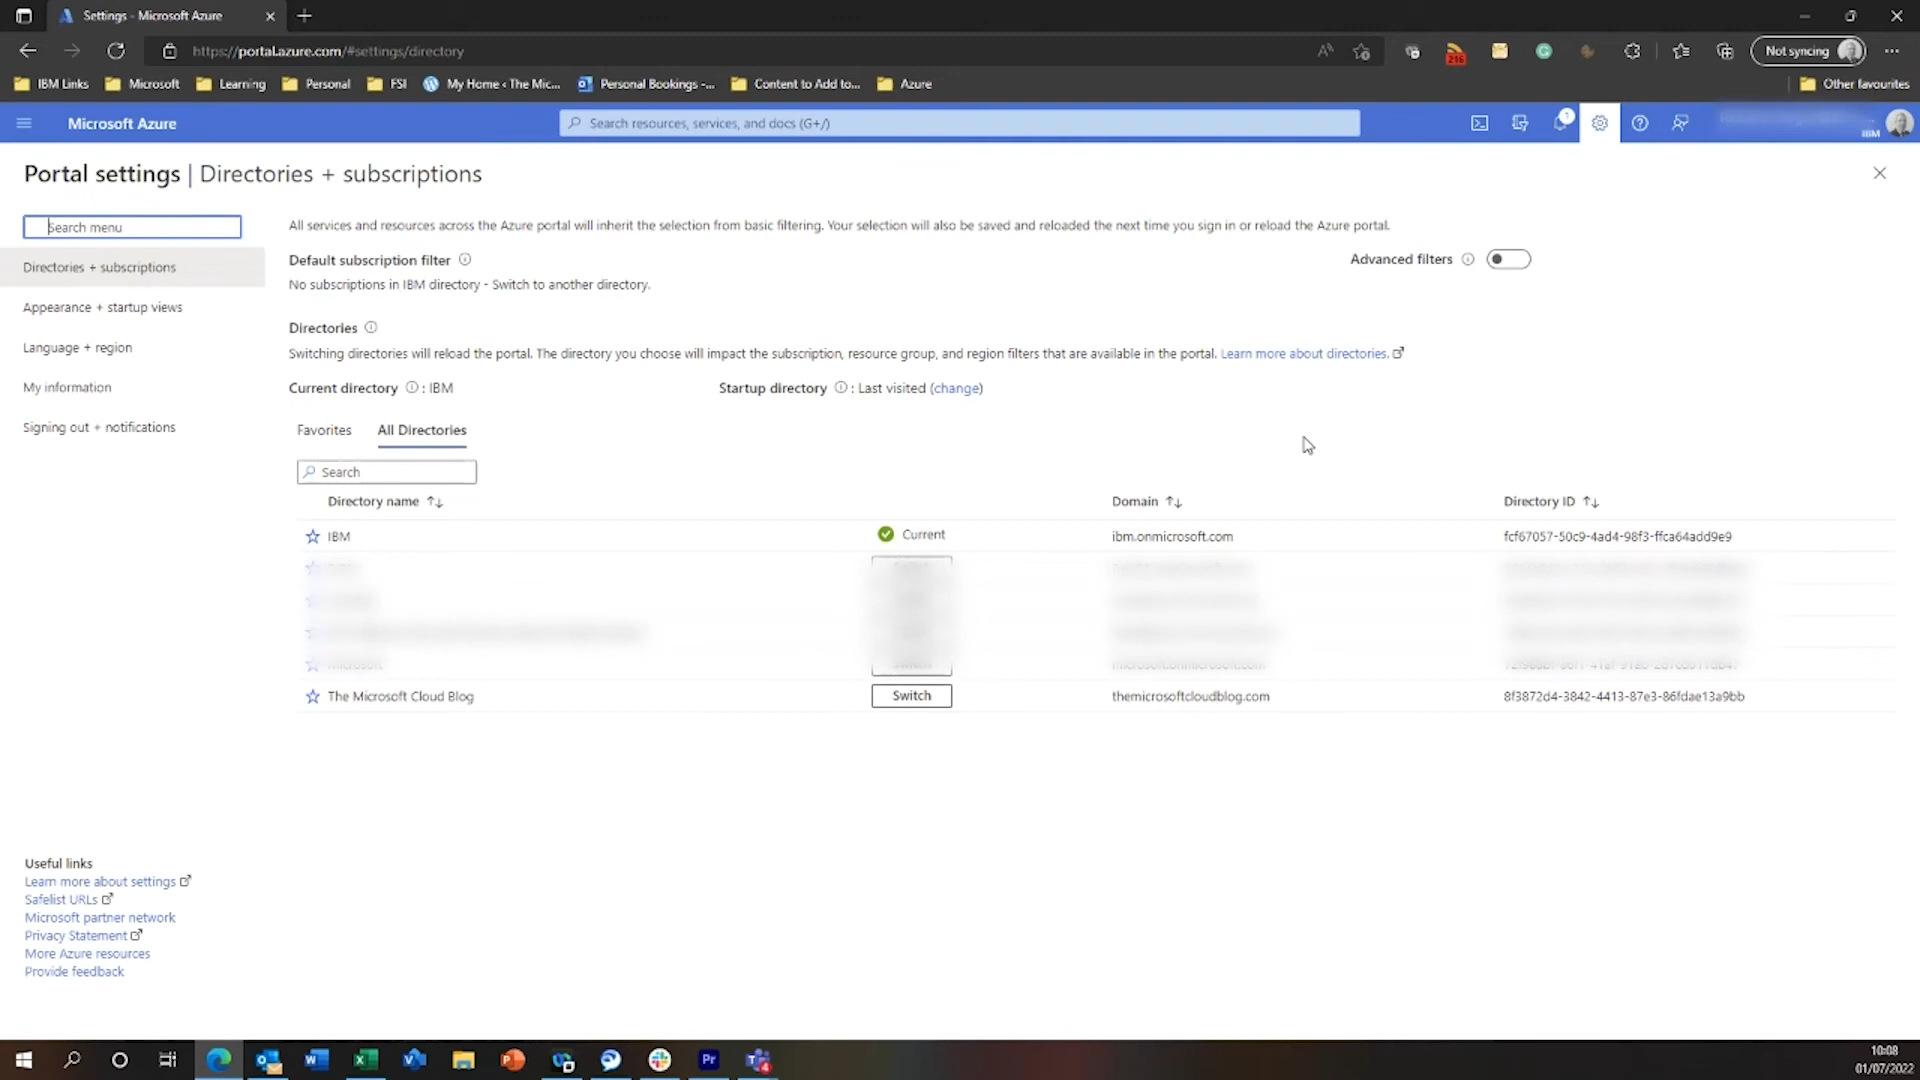 Settings - Microsoft Azure
https://portal.azure.com/#settings/directory
216
Not syncing
IBM Links
Microsoft
Learning
Personal
FSI
My Home ‹ The Mic...
Personal Bookings -...
Content to Add to...
Azure
Other favourites
Microsoft Azure
Search resources, services, and docs (G+/)
1
IBM
Portal settings | Directories + subscriptions
Search menu
Directories + subscriptions
Appearance + startup views
Language + region
My information
Signing out + notifications
All services and resources across the Azure portal will inherit the selection from basic filtering. Your selection will also be saved and reloaded the next time you sign in or reload the Azure portal.
Default subscription filter
Advanced filters
No subscriptions in IBM directory - Switch to another directory.
Directories
Switching directories will reload the portal. The directory you choose will impact the subscription, resource group, and region filters that are available in the portal. Learn more about directories.
Current directory : IBM
Startup directory : Last visited (change)
Favorites
All Directories
Search
Directory name
Domain
Directory ID
IBM
Current
ibm.onmicrosoft.com
fcf67057-50c9-4ad4-98f3-ffca64add9e9
The Microsoft Cloud Blog
Switch
themicrosoftcloudblog.com
8f3872d4-3842-4413-87e3-86fdae13a9bb
Useful links
Learn more about settings
Safelist URLs
Microsoft partner network
Privacy Statement
More Azure resources
Provide feedback
10:08
01/07/2022